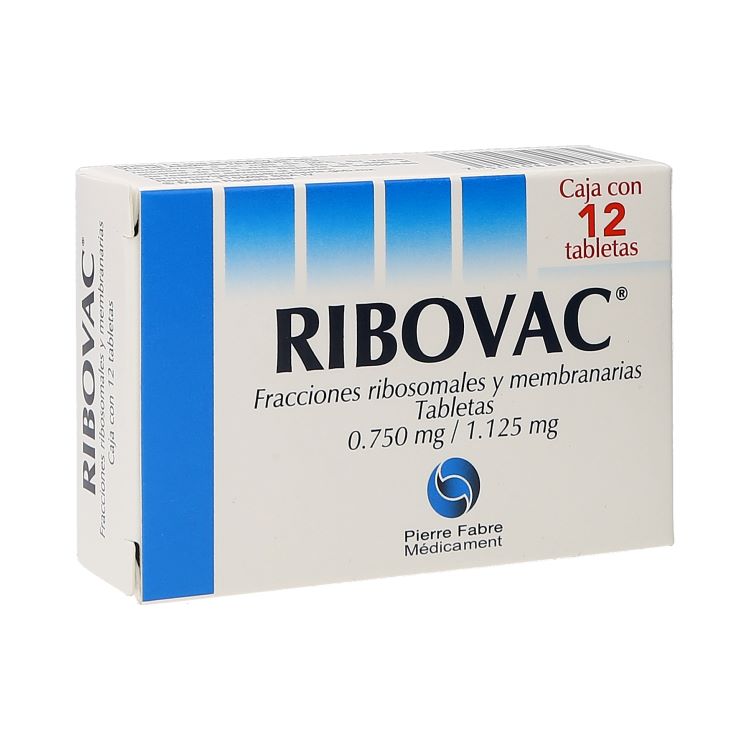 Caja con
12
tabletas
RIBOVAC®
Fracciones ribosomales y membranarias
Tabletas
0.750 mg / 1.125 mg
Pierre Fabre
Médicament
RIBOVAC®
Fracciones ribosomales y membranarias
Caja con 12 tabletas